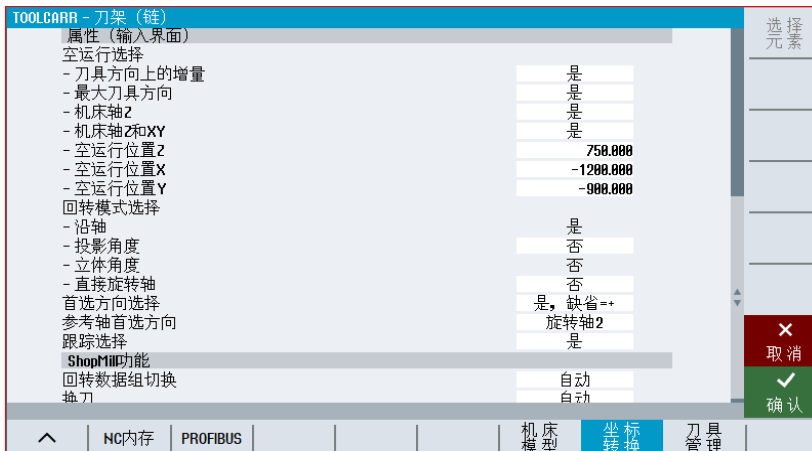 TOOLCARR – 刀架（链）
选择
元素
属性（输入界面）
空运行选择
- 刀具方向上的增量 是
- 最大刀具方向 是
- 机床轴Z 是
- 机床轴Z和XY 是
- 空运行位置Z 750.000
- 空运行位置X -1200.000
- 空运行位置Y -900.000
回转模式选择
- 沿轴 是
- 投影角度 否
- 立体角度 否
- 直接旋转轴 否
首选方向选择 是，缺省=+
参考轴首选方向 旋转轴2
跟踪选择 是
ShopMill功能
回转数据组切换 自动
换刀 自动
取消
确认
NC内存 PROFIBUS 机床模型 坐标转换 刀具管理